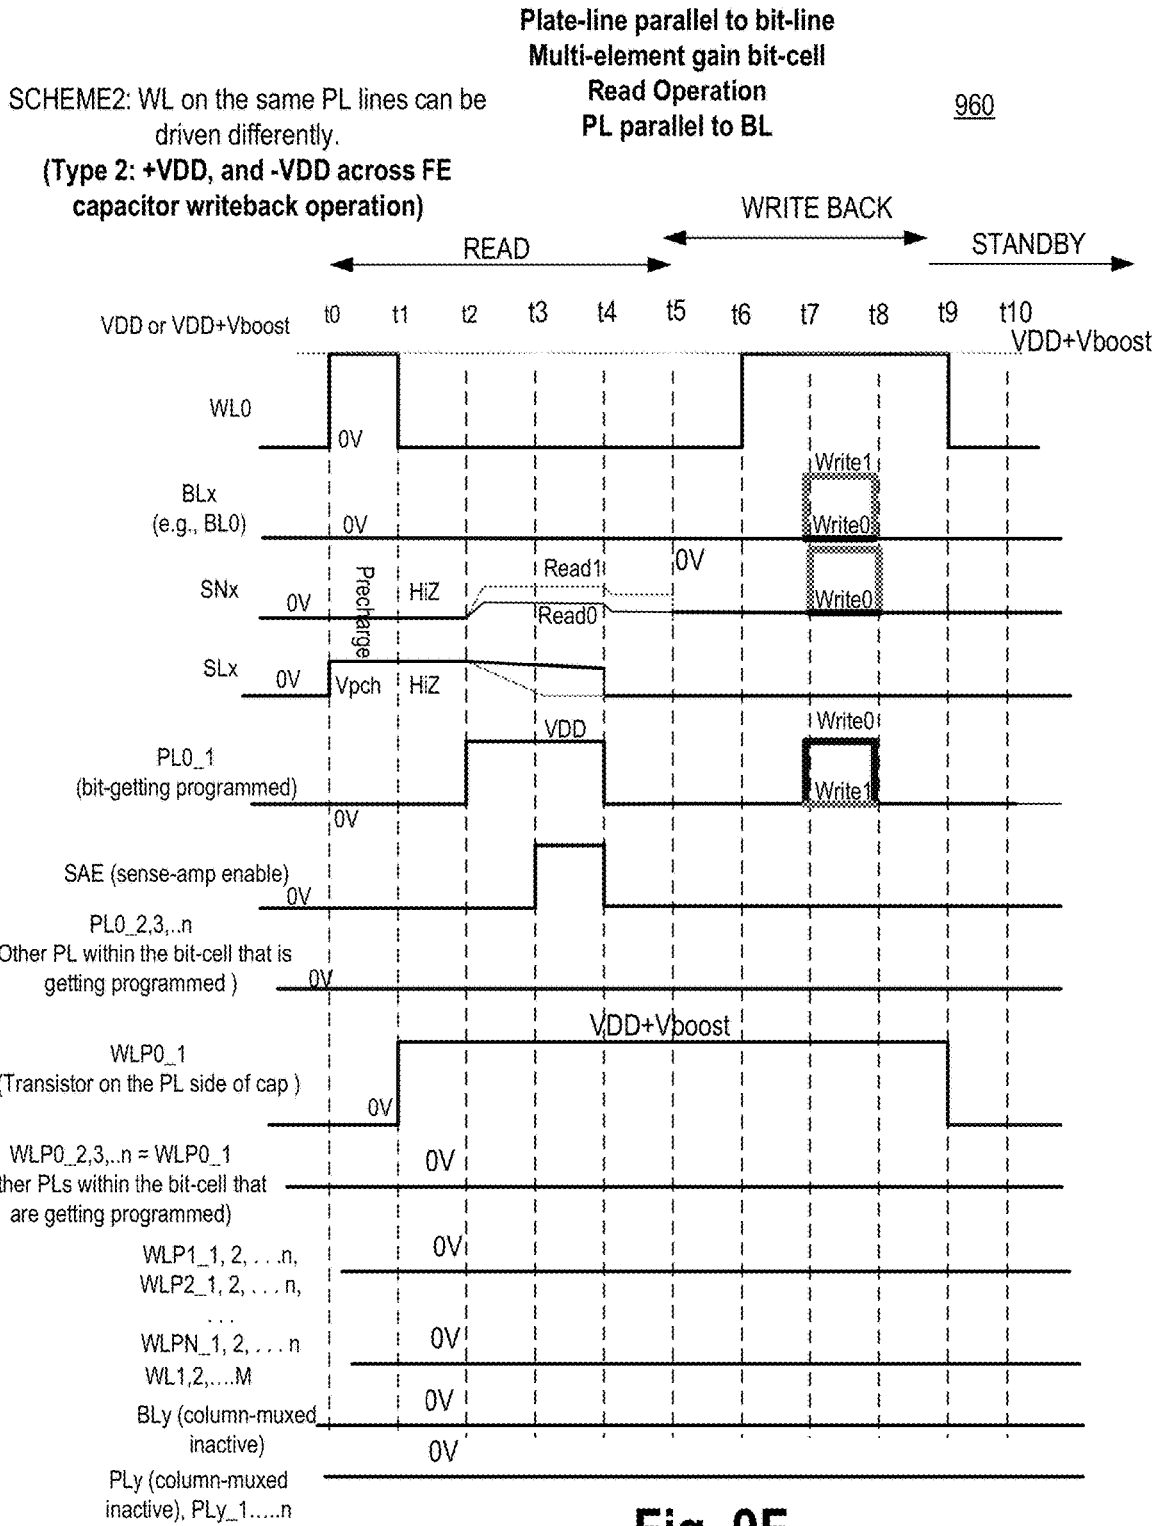 Plate-line parallel to bit-line
Multi-element gain bit-cell
Read Operation
PL parallel to BL
960
SCHEME2: WL on the same PL lines can be
driven differently.
(Type 2: +VDD, and -VDD across FE
capacitor writeback operation)
READ
WRITE BACK
STANDBY
VDD or VDD+Vboost
t0 t1 t2 t3 t4 t5 t6 t7 t8 t9 t10
VDD+Vboost
WL0
0V
BLx
(e.g., BL0)
0V
Write1
Write0
SNx
0V
Precharge
HiZ
Read1
Read0
0V
Write0
SLx
0V
Vpch
HiZ
PL0_1
(bit-getting programmed)
0V
VDD
Write0
Write1
SAE (sense-amp enable)
0V
PL0_2,3,..n
Other PL within the bit-cell that is
getting programmed )
0V
VDD+Vboost
WLP0_1
(Transistor on the PL side of cap )
0V
WLP0_2,3,..n = WLP0_1
ther PLs within the bit-cell that
are getting programmed)
0V
WLP1_1, 2, . . .n,
WLP2_1, 2, . . . n,
. . .
WLPN_1, 2, . . . n
WL1,2,....M
0V
0V
BLy (column-muxed
inactive)
0V
PLy (column-muxed
inactive), PLy_1.....n
0V